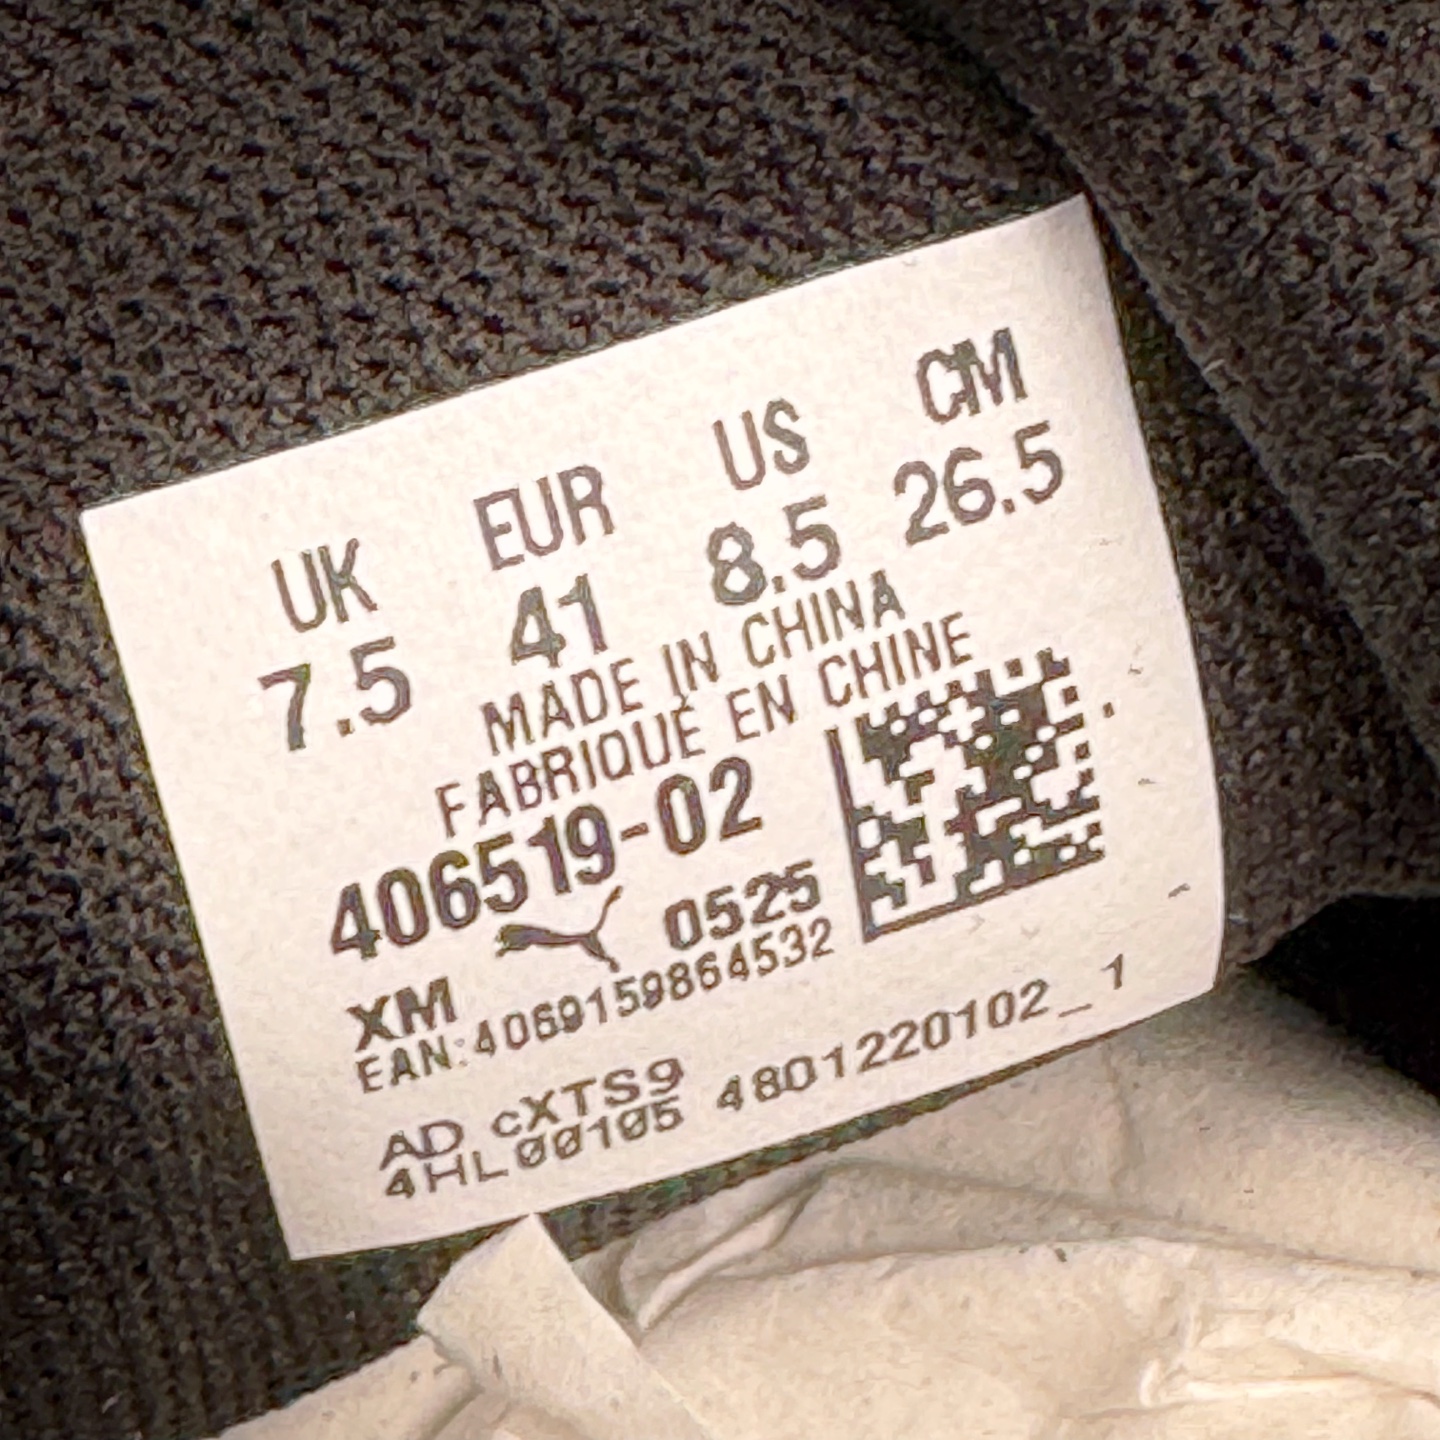 UK EUR US CM
7.5 41 8.5 26.5
MADE IN CHINA
FABRIQUÉ EN CHINE
406519-02
XM 0525
EAN:4069159864532
AD cXTS9
4HL00105 4801220102_1